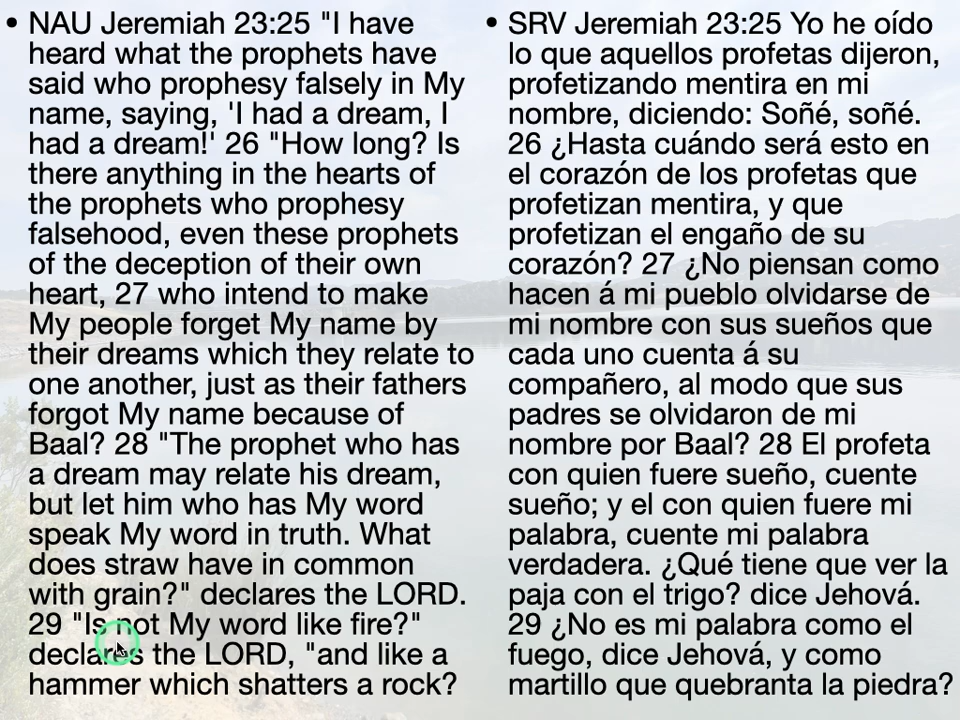 • NAU Jeremiah 23:25 "I have
heard what the prophets have
said who prophesy falsely in My
name, saying, 'I had a dream, I
had a dream!' 26 "How long? Is
there anything in the hearts of
the prophets who prophesy
falsehood, even these prophets
of the deception of their own
heart, 27 who intend to make
My people forget My name by
their dreams which they relate to
one another, just as their fathers
forgot My name because of
Baal? 28 "The prophet who has
a dream may relate his dream,
but let him who has My word
speak My word in truth. What
does straw have in common
with grain?" declares the LORD.
29 "Is not My word like fire?"
declares the LORD, "and like a
hammer which shatters a rock?
• SRV Jeremiah 23:25 Yo he oído
lo que aquellos profetas dijeron,
profetizando mentira en mi
nombre, diciendo: Soñé, soñé.
26 ¿Hasta cuándo será esto en
el corazón de los profetas que
profetizan mentira, y que
profetizan el engaño de su
corazón? 27 ¿No piensan como
hacen á mi pueblo olvidarse de
mi nombre con sus sueños que
cada uno cuenta á su
compañero, al modo que sus
padres se olvidaron de mi
nombre por Baal? 28 El profeta
con quien fuere sueño, cuente
sueño; y el con quien fuere mi
palabra, cuente mi palabra
verdadera. ¿Qué tiene que ver la
paja con el trigo? dice Jehová.
29 ¿No es mi palabra como el
fuego, dice Jehová, y como
martillo que quebranta la piedra?